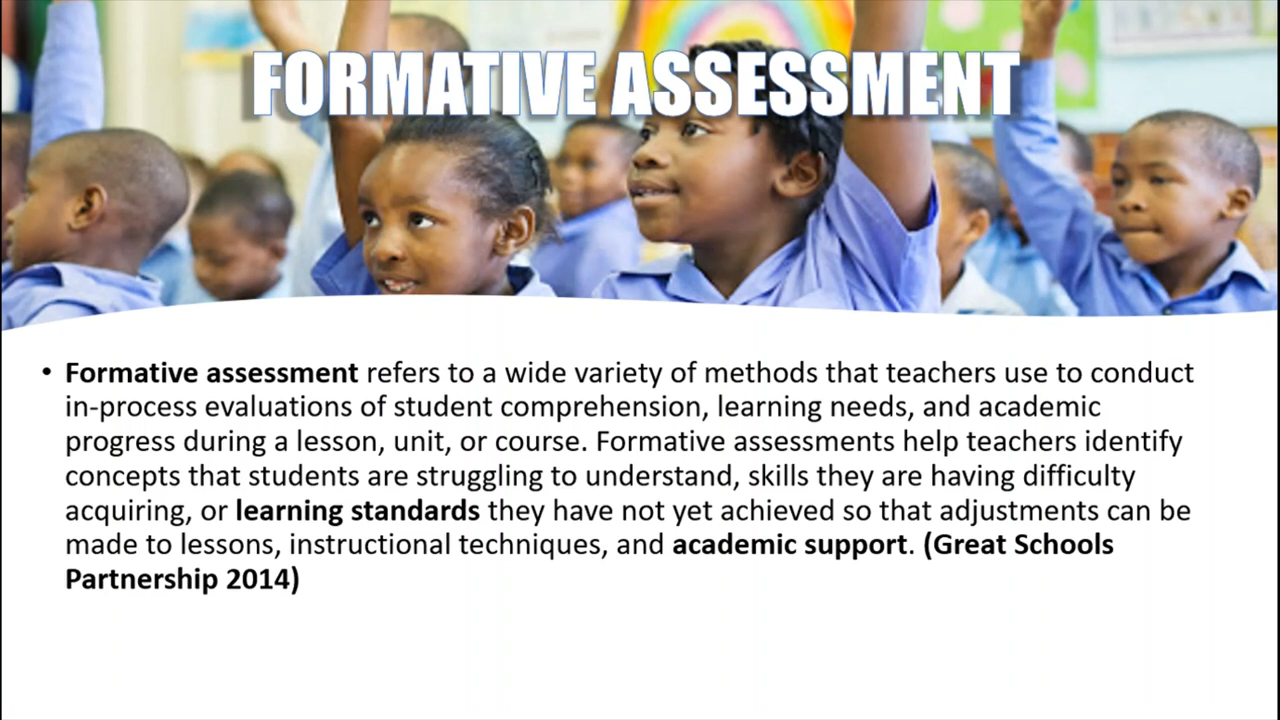 FORMATIVE ASSESSMENT
• Formative assessment refers to a wide variety of methods that teachers use to conduct
in-process evaluations of student comprehension, learning needs, and academic
progress during a lesson, unit, or course. Formative assessments help teachers identify
concepts that students are struggling to understand, skills they are having difficulty
acquiring, or learning standards they have not yet achieved so that adjustments can be
made to lessons, instructional techniques, and academic support. (Great Schools
Partnership 2014)